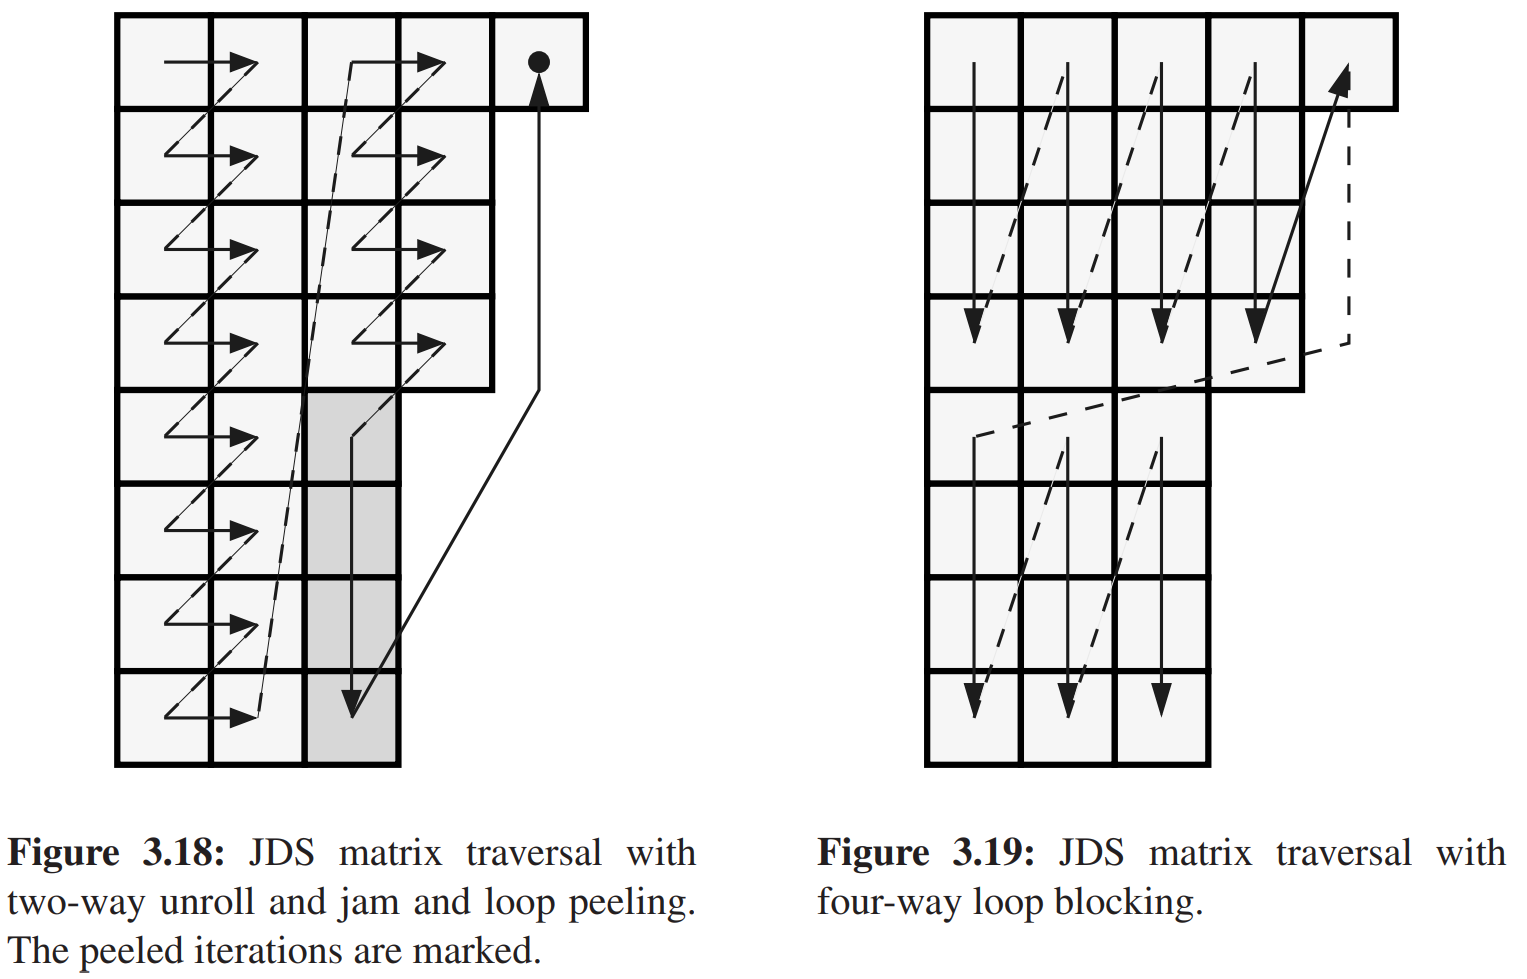 Figure 3.18: JDS matrix traversal with
two-way unroll and jam and loop peeling.
The peeled iterations are marked.
Figure 3.19: JDS matrix traversal with
four-way loop blocking.